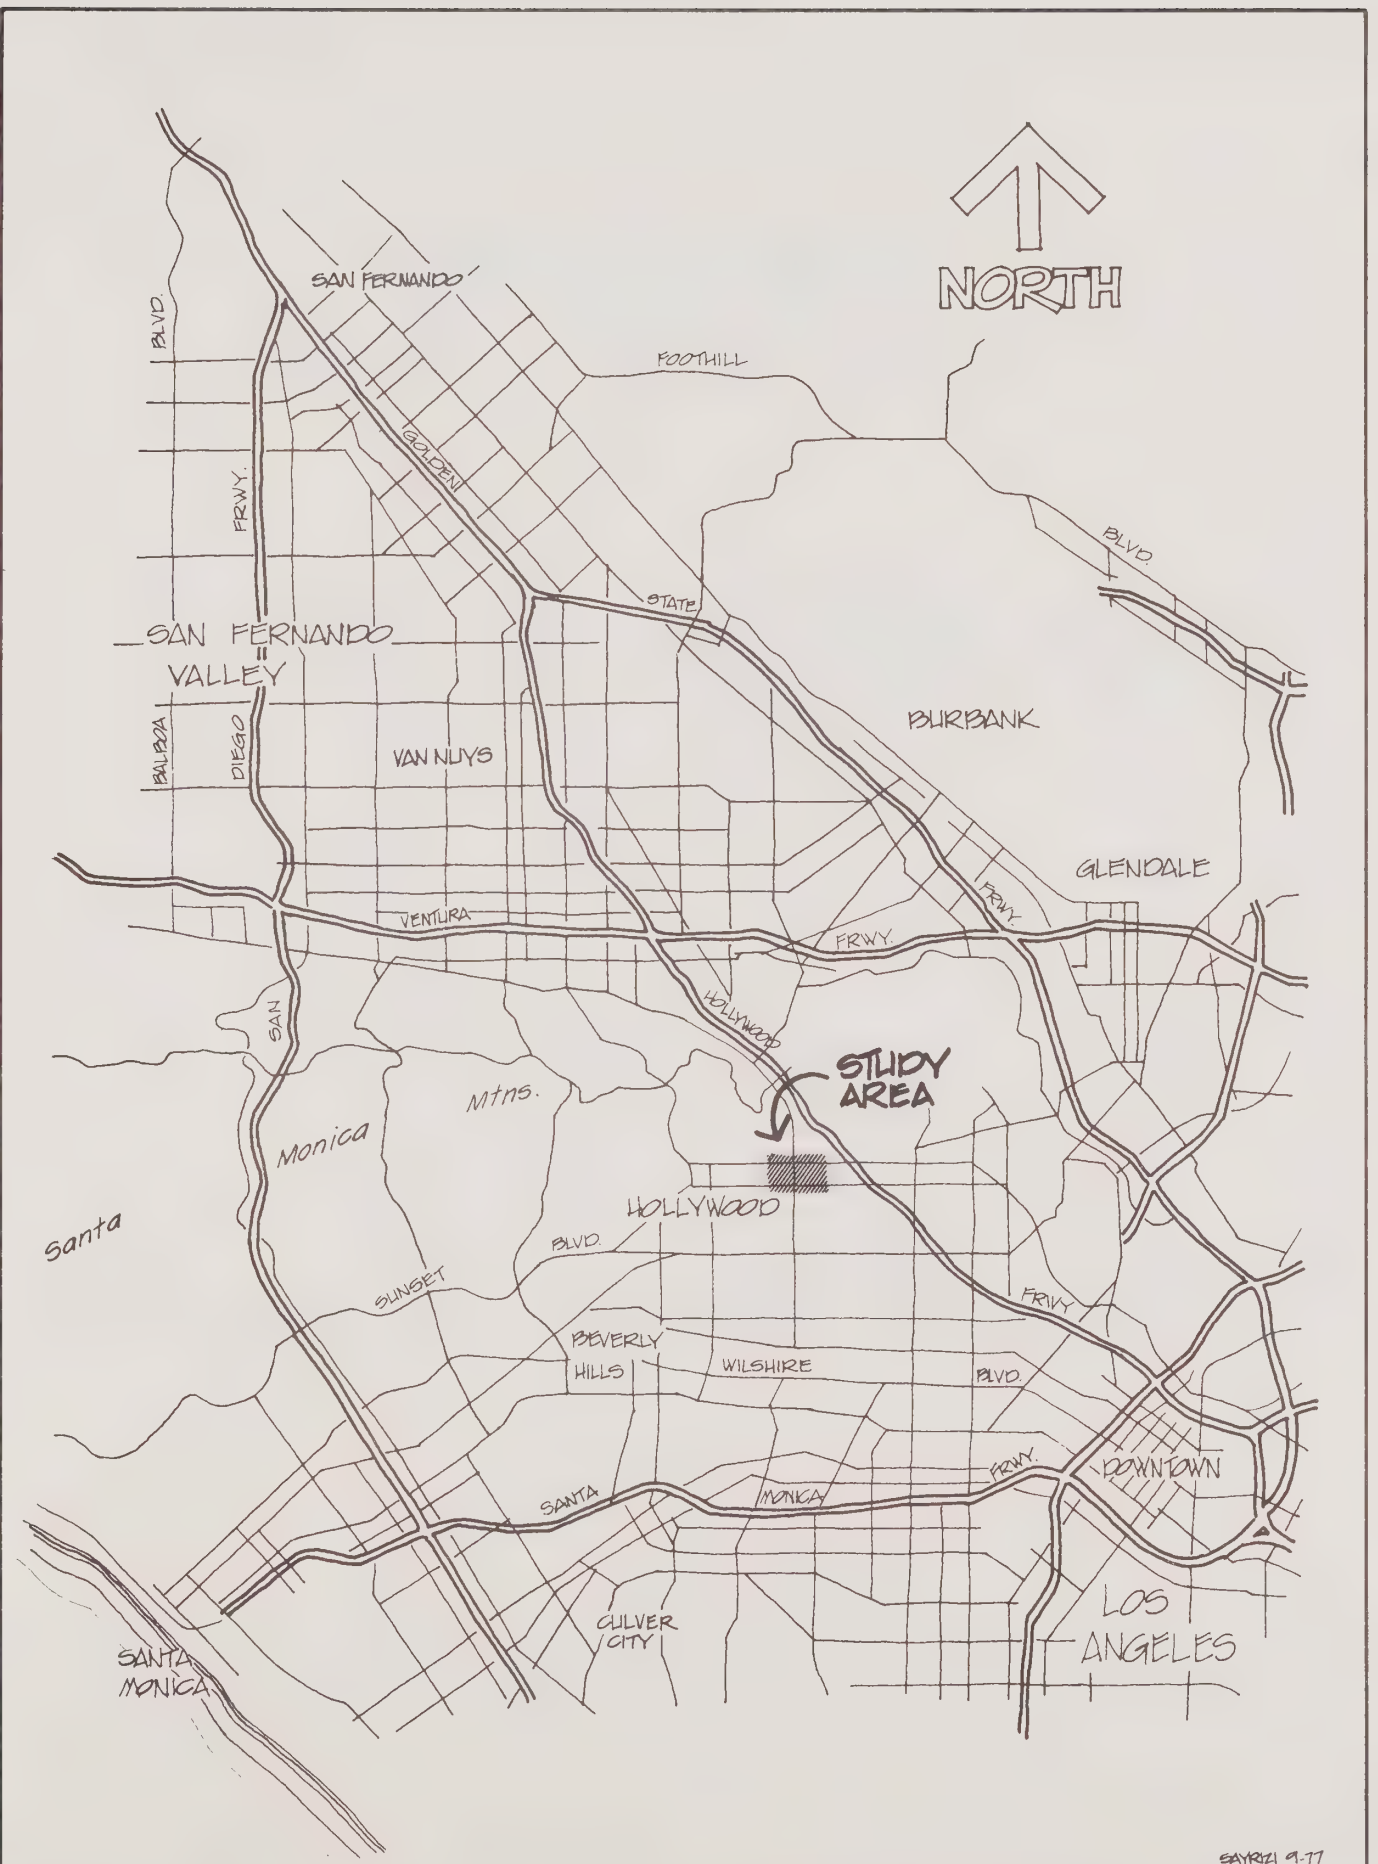 NORTH
SAN FERNANDO
BLVD.
FOOTHILL
GOLDEN
FRWY.
BLVD.
STATE
SAN FERNANDO
VALLEY
BURBANK
BALBOA
DIEGO
VAN NUYS
GLENDALE
FRWY.
VENTURA
FRWY.
SAN
HOLLYWOOD
STUDY
AREA
Mtns.
Monica
Santa
HOLLYWOOD
BLVD.
SUNSET
FRWY
BEVERLY
HILLS
WILSHIRE
BLVD.
FRWY.
DOWNTOWN
SANTA
MONICA
CULVER
CITY
LOS
ANGELES
SANTA
MONICA